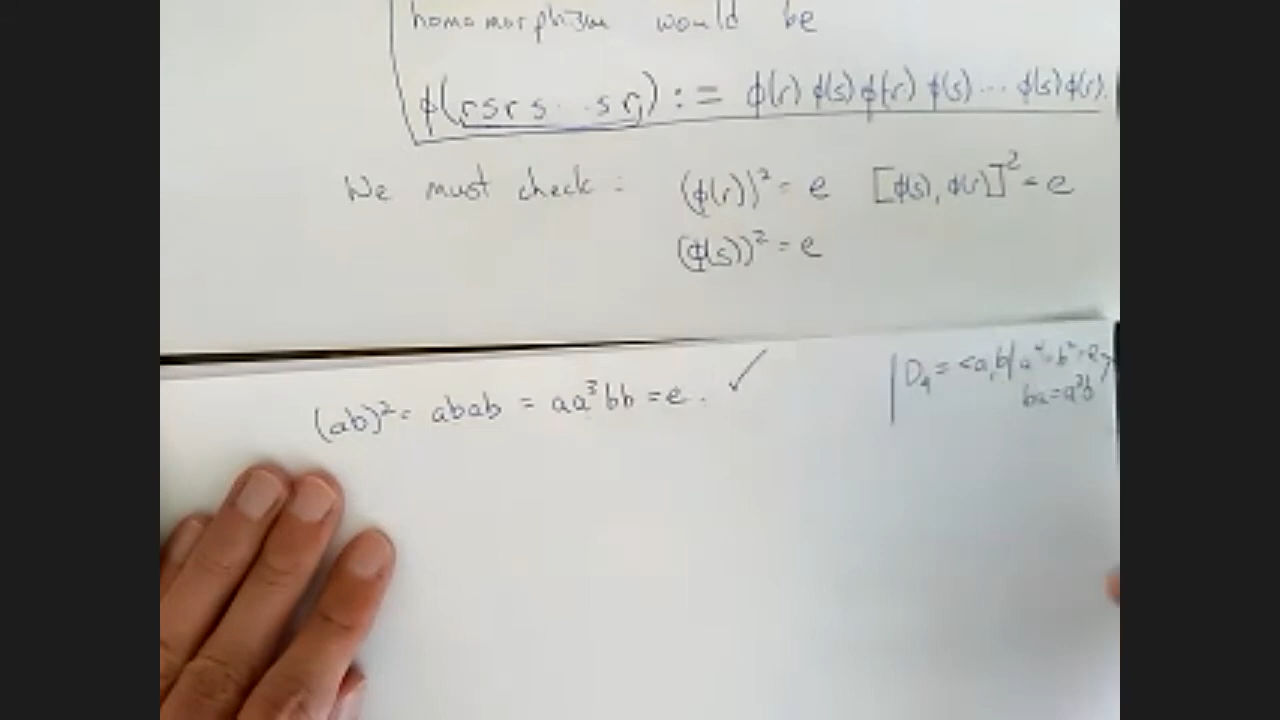 homomorphism would be
ϕ(rsrs...sr) := ϕ(r)ϕ(s)ϕ(r)ϕ(s)...ϕ(s)ϕ(r).
We must check: (ϕ(r))² = e [ϕ(s), ϕ(r)]² = e
(ϕ(s))² = e
(ab)² = abab = aa³bb = e. ✓
D₄ = <a,b| a⁴=b²=e,
ba=a³b>